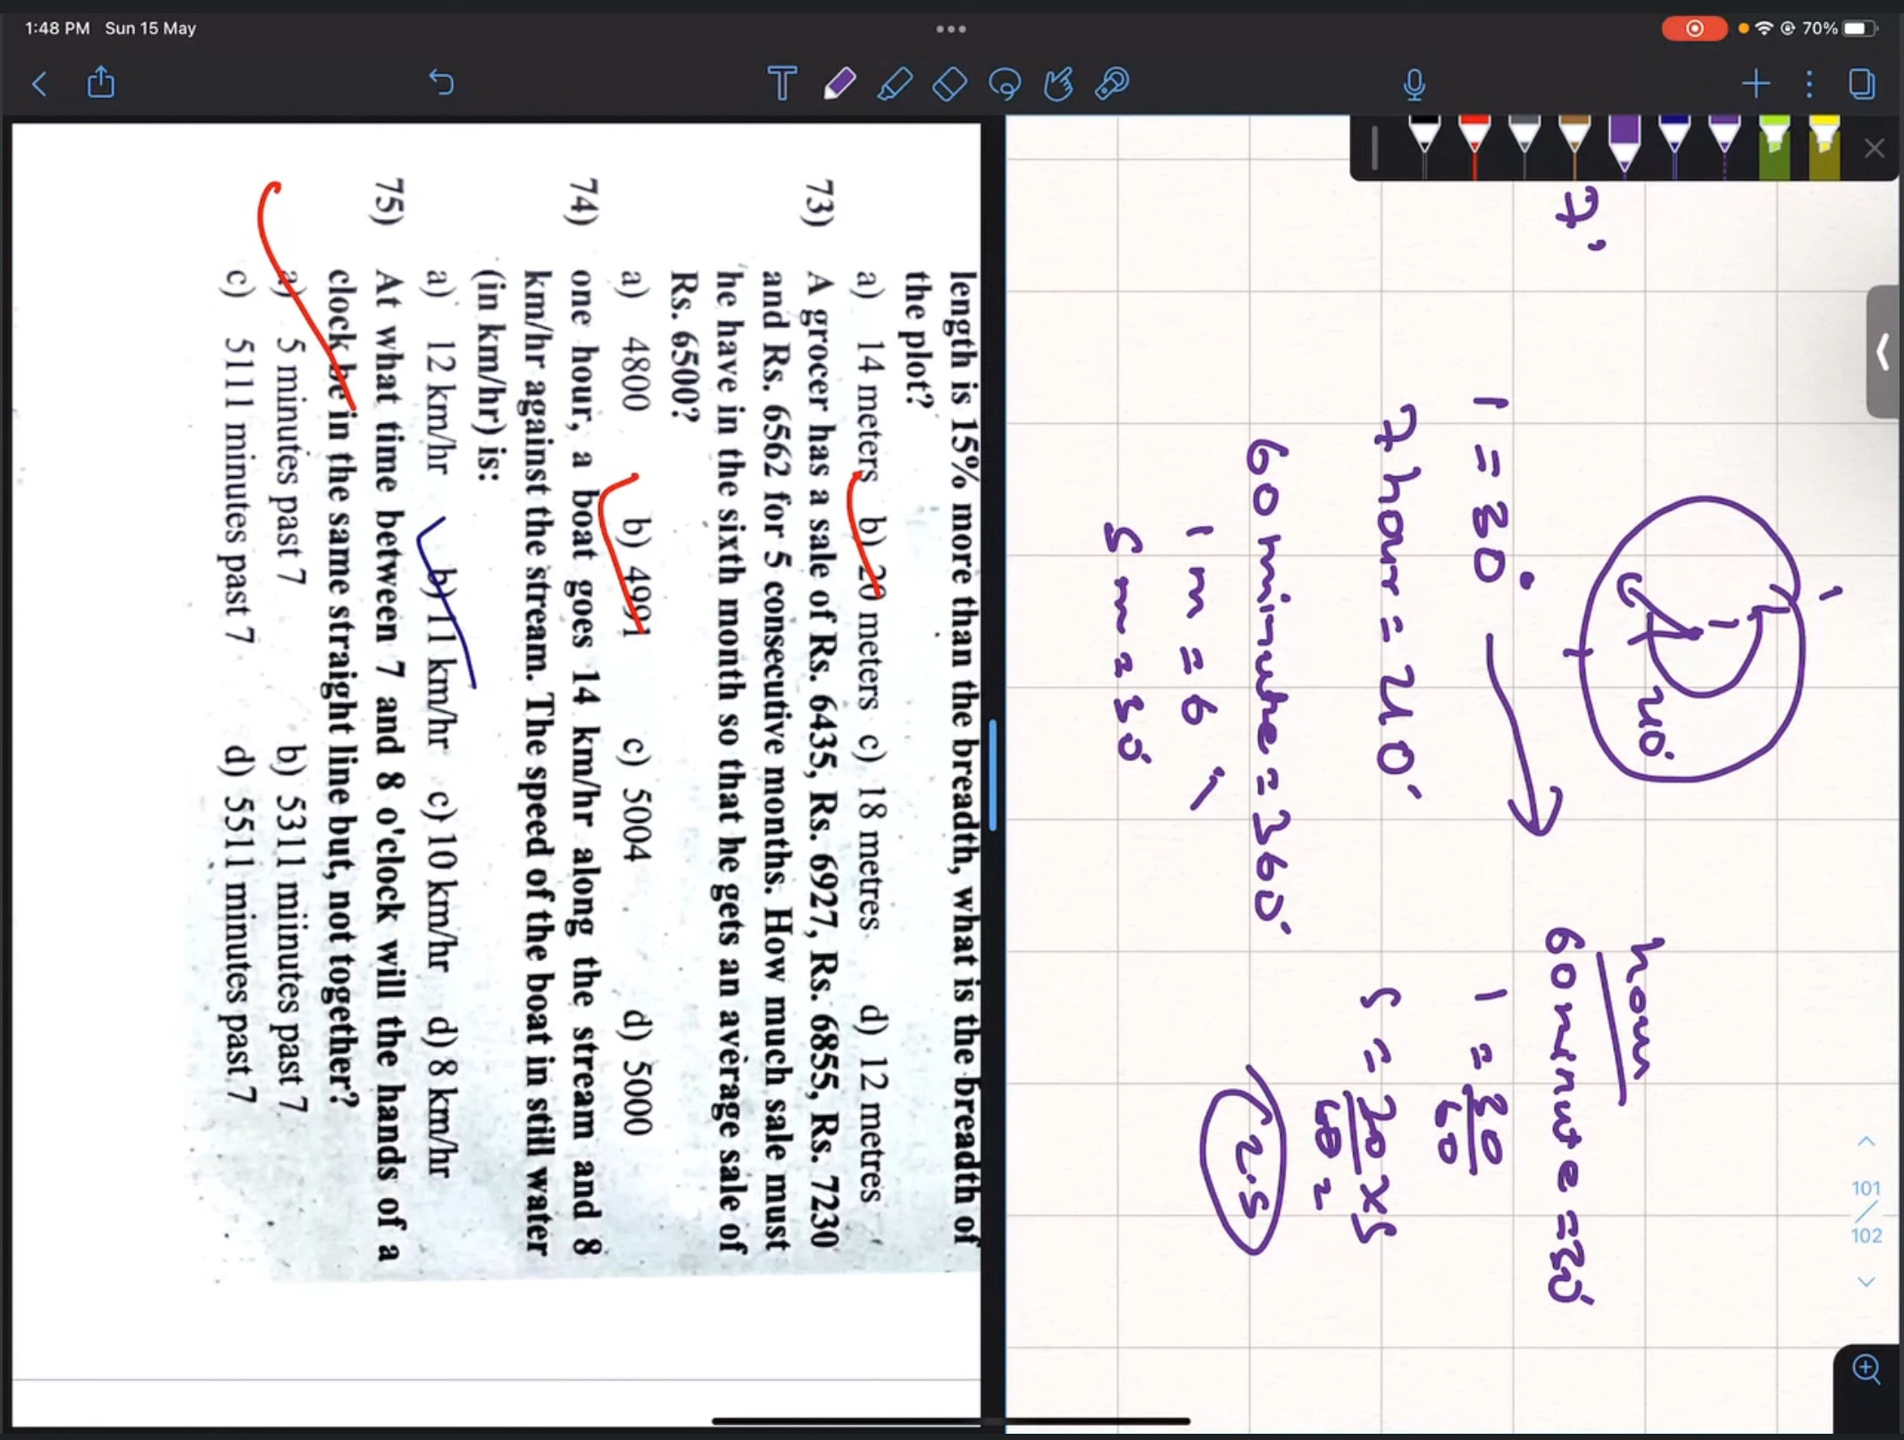 1:48 PM Sun 15 May
70%
length is 15% more than the breadth, what is the breadth of
the plot?
a) 14 meters b) 20 meters c) 18 metres d) 12 metres
73) A grocer has a sale of Rs. 6435, Rs. 6927, Rs. 6855, Rs. 7230
and Rs. 6562 for 5 consecutive months. How much sale must
he have in the sixth month so that he gets an average sale of
Rs. 6500?
a) 4800 b) 4991 c) 5004 d) 5000
74) one hour, a boat goes 14 km/hr along the stream and 8
km/hr against the stream. The speed of the boat in still water
(in km/hr) is:
a) 12 km/hr b) 11 km/hr c) 10 km/hr d) 8 km/hr
75) At what time between 7 and 8 o'clock will the hands of a
clock be in the same straight line but, not together?
a) 5 minutes past 7 b) 5311 miinutes past 7
c) 5111 minutes past 7 d) 5511 minutes past 7
7,
210°
1 = 30°
7 hour = 210°
60 minute = 360°
1 m = 6°
5 m = 30°
hour
60 minute = 30°
1 = 30/60
2.5
101
102